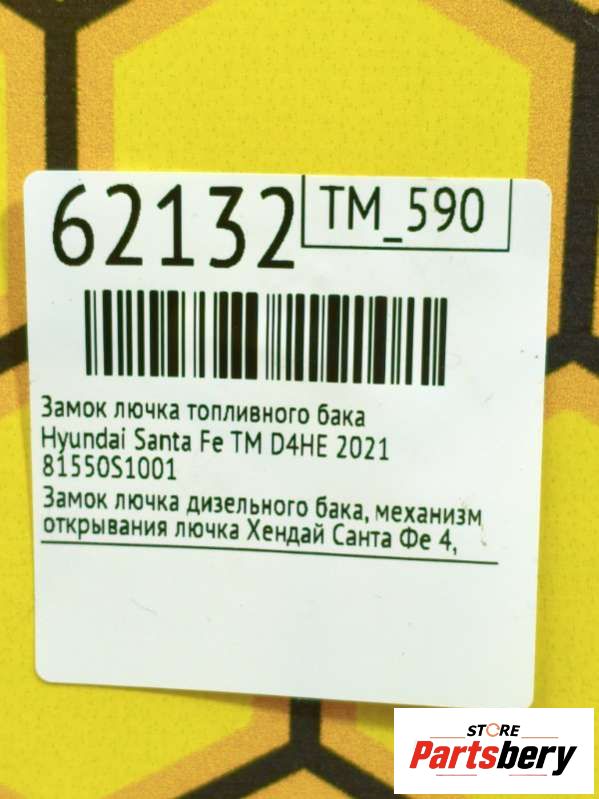 62132
TM_590
Замок лючка топливного бака
Hyundai Santa Fe TM D4HE 2021
81550S1001
Замок лючка дизельного бака, механизм
открывания лючка Хендай Санта Фе 4,
STORE
Partsbery